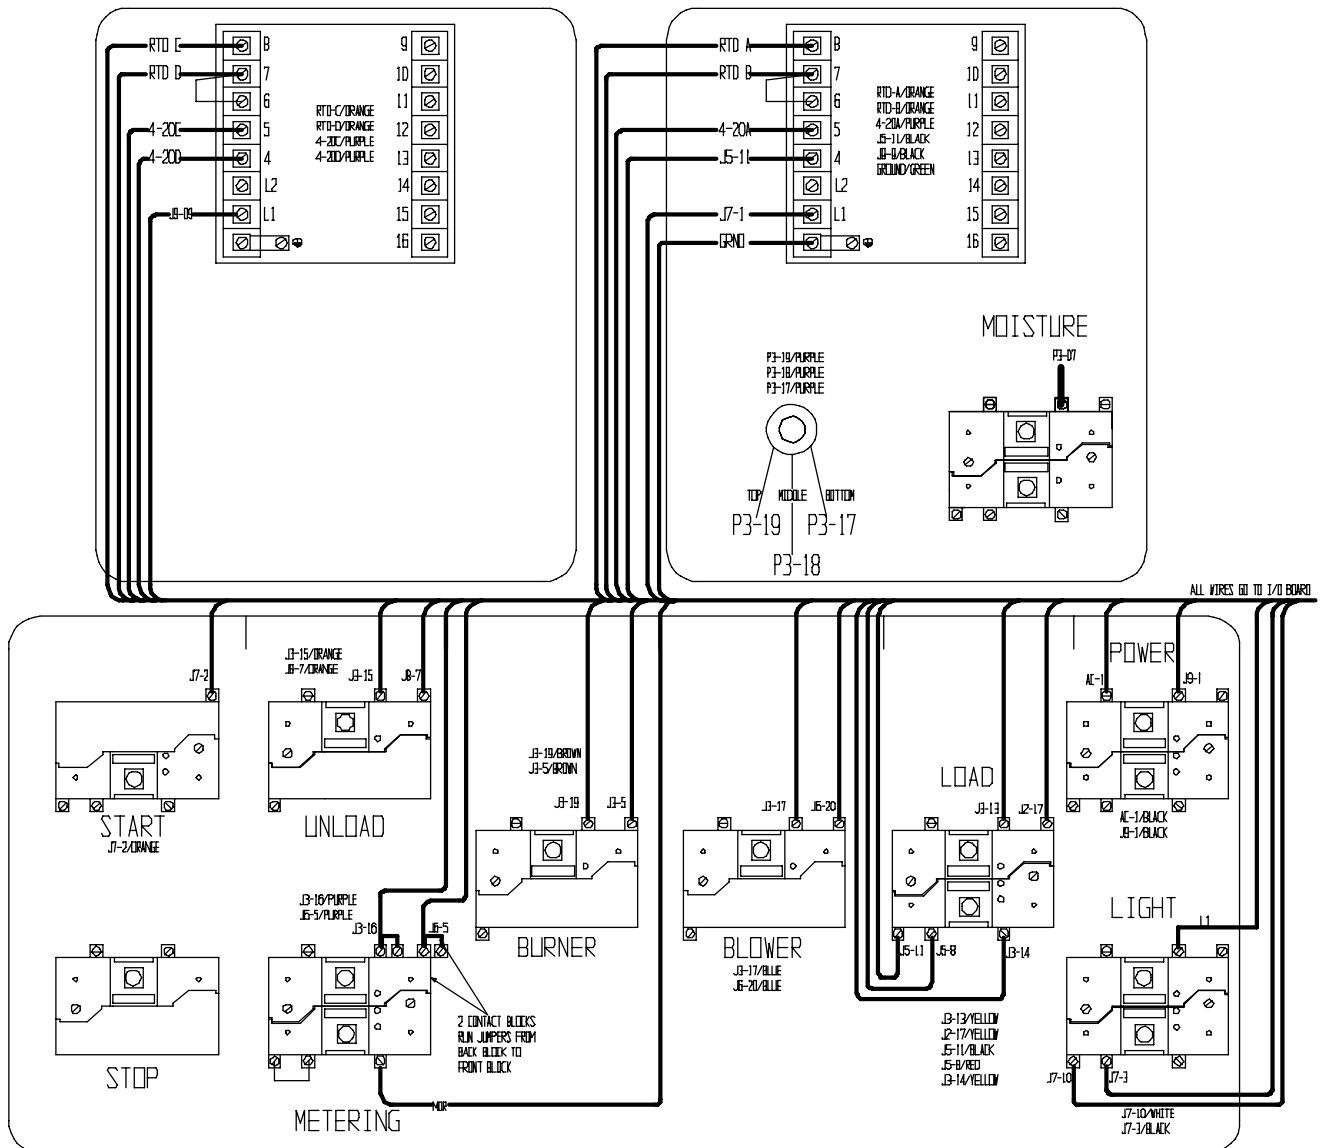 RTD C
8
9
RTD D
7
10
6
11
4-20C
5
12
4-20D
4
13
L2
14
J9-09
L1
15
16
RTD-C/ORANGE
RTD-D/ORANGE
4-20C/PURPLE
4-20D/PURPLE
RTD A
8
9
RTD B
7
10
6
11
4-20A
5
12
J5-11
4
13
L2
14
J7-1
L1
15
GRND
16
RTD-A/ORANGE
RTD-B/ORANGE
4-20A/PURPLE
J5-11/BLACK
GROUND/GREEN
MOISTURE
P3-07
P3-19/PURPLE
P3-18/PURPLE
P3-17/PURPLE
TOP MIDDLE BOTTOM
P3-19 P3-17
P3-18
ALL WIRES GO TO I/O BOARD
J7-2
START
J7-2/ORANGE
J3-15/ORANGE
J8-7/ORANGE
J3-15
J8-7
UNLOAD
J3-19/BROWN
J3-5/BROWN
J3-19
J3-5
BURNER
J3-17
J6-20
BLOWER
J3-17/BLUE
J6-20/BLUE
LOAD
J3-13
J2-17
J5-11
J5-8
J3-14
J3-13/YELLOW
J2-17/YELLOW
J5-11/BLACK
J5-8/RED
J3-14/YELLOW
POWER
AC-1
J9-1
AC-1/BLACK
J9-1/BLACK
LIGHT
L1
J7-10
J7-3
J7-10/WHITE
J7-3/BLACK
STOP
J3-16/PURPLE
J6-5/PURPLE
J3-16
J6-5
2 CONTACT BLOCKS
RUN JUMPERS FROM
BACK BLOCK TO
FRONT BLOCK
METERING
MDR